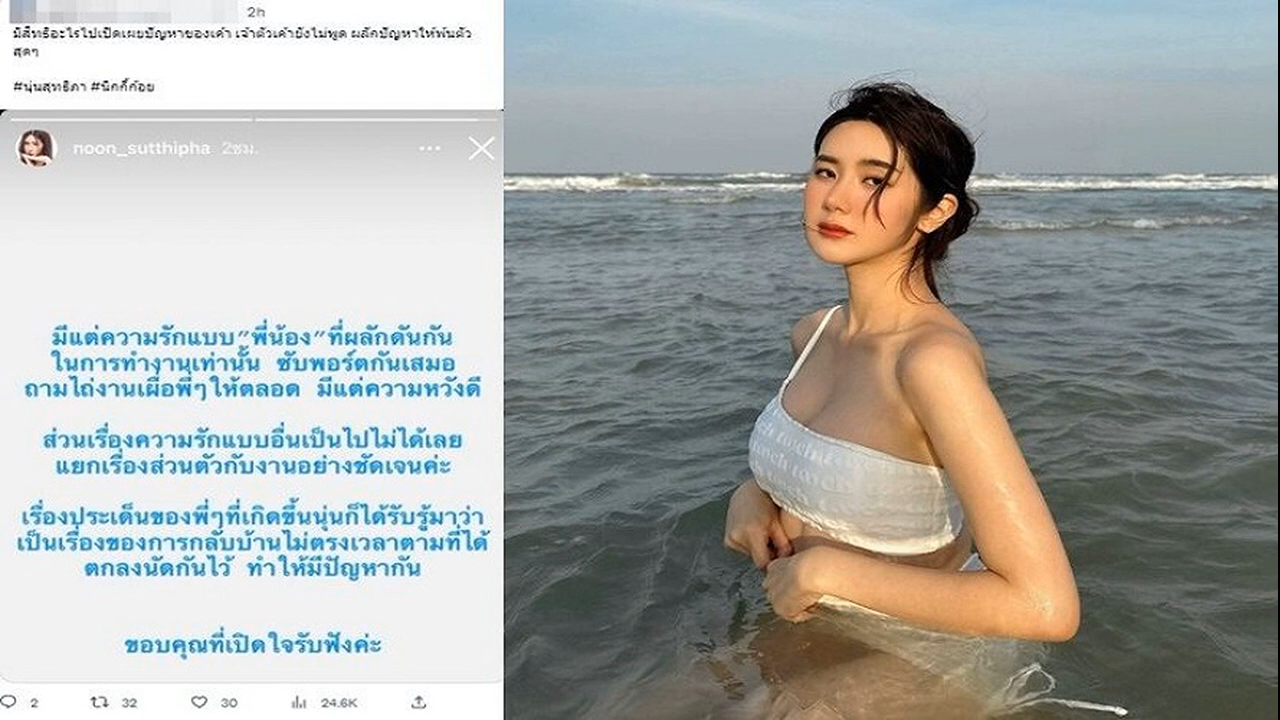 2h
มีสิทธิอะไรไปเปิดเผยปัญหาของเค้า เจ้าตัวเค้ายังไม่พูด ผลักปัญหาให้พ้นตัว
สุดๆ
#นุ่นสุทธิภา #นิกกี้ก้อย
noon_sutthipha 2ชม.
มีแต่ความรักแบบ"พี่น้อง"ที่ผลักดันกัน
ในการทำงานเท่านั้น ซับพอร์ตกันเสมอ
ถามไถ่งานเผื่อพี่ๆให้ตลอด มีแต่ความหวังดี
ส่วนเรื่องความรักแบบอื่นเป็นไปไม่ได้เลย
แยกเรื่องส่วนตัวกับงานอย่างชัดเจนค่ะ
เรื่องประเด็นของพี่ๆที่เกิดขึ้นนุ่นก็ได้รับรู้มาว่า
เป็นเรื่องของการกลับบ้านไม่ตรงเวลาตามที่ได้
ตกลงนัดกันไว้ ทำให้มีปัญหากัน
ขอบคุณที่เปิดใจรับฟังค่ะ
2 32 30 24.6K